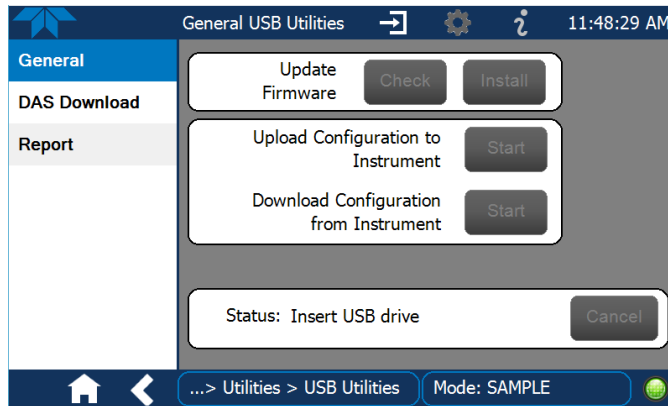 General USB Utilities
11:48:29 AM
General
DAS Download
Report
Update
Firmware
Check
Install
Upload Configuration to
Instrument
Start
Download Configuration
from Instrument
Start
Status: Insert USB drive
Cancel
...> Utilities > USB Utilities
Mode: SAMPLE